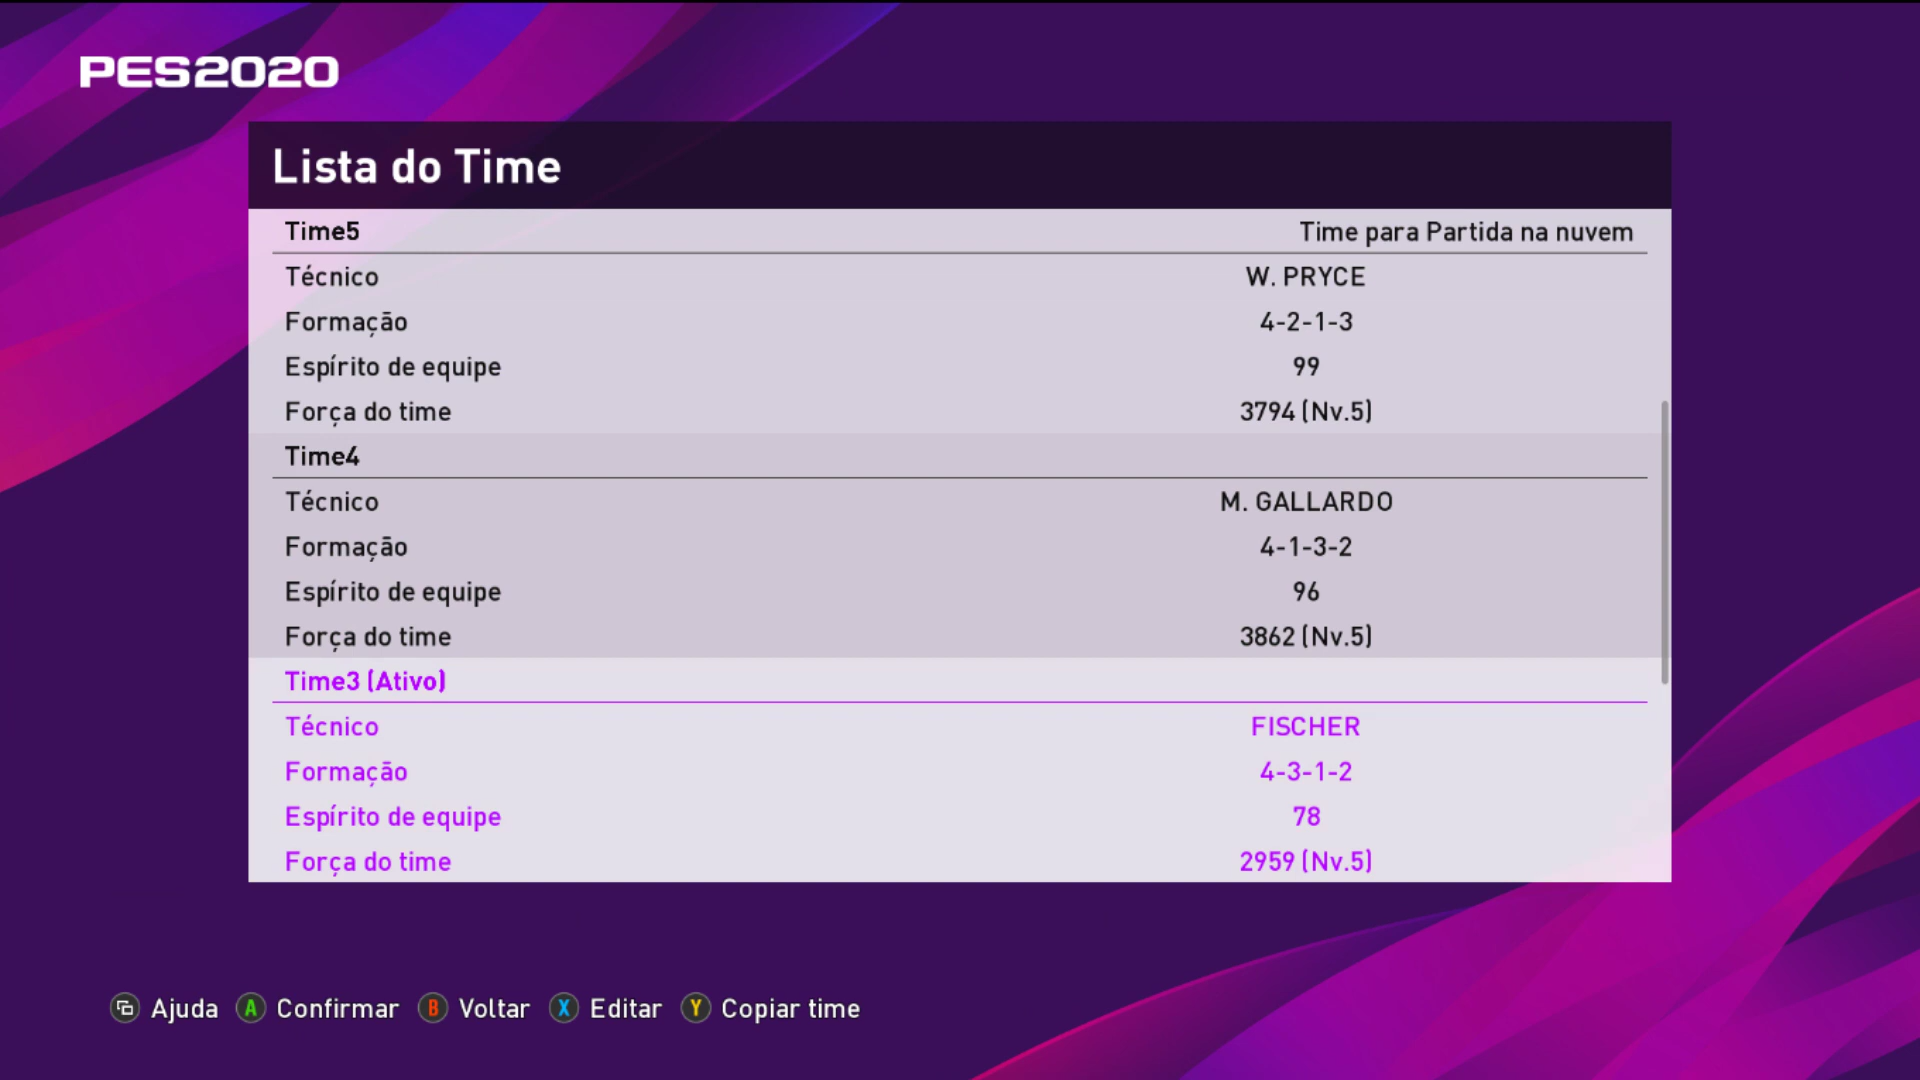 PES2020
Lista do Time
Time5 Time para Partida na nuvem
Técnico W. PRYCE
Formação 4-2-1-3
Espírito de equipe 99
Força do time 3794 (Nv.5)
Time4
Técnico M. GALLARDO
Formação 4-1-3-2
Espírito de equipe 96
Força do time 3862 (Nv.5)
Time3 (Ativo)
Técnico FISCHER
Formação 4-3-1-2
Espírito de equipe 78
Força do time 2959 (Nv.5)
Ajuda A Confirmar B Voltar X Editar Y Copiar time